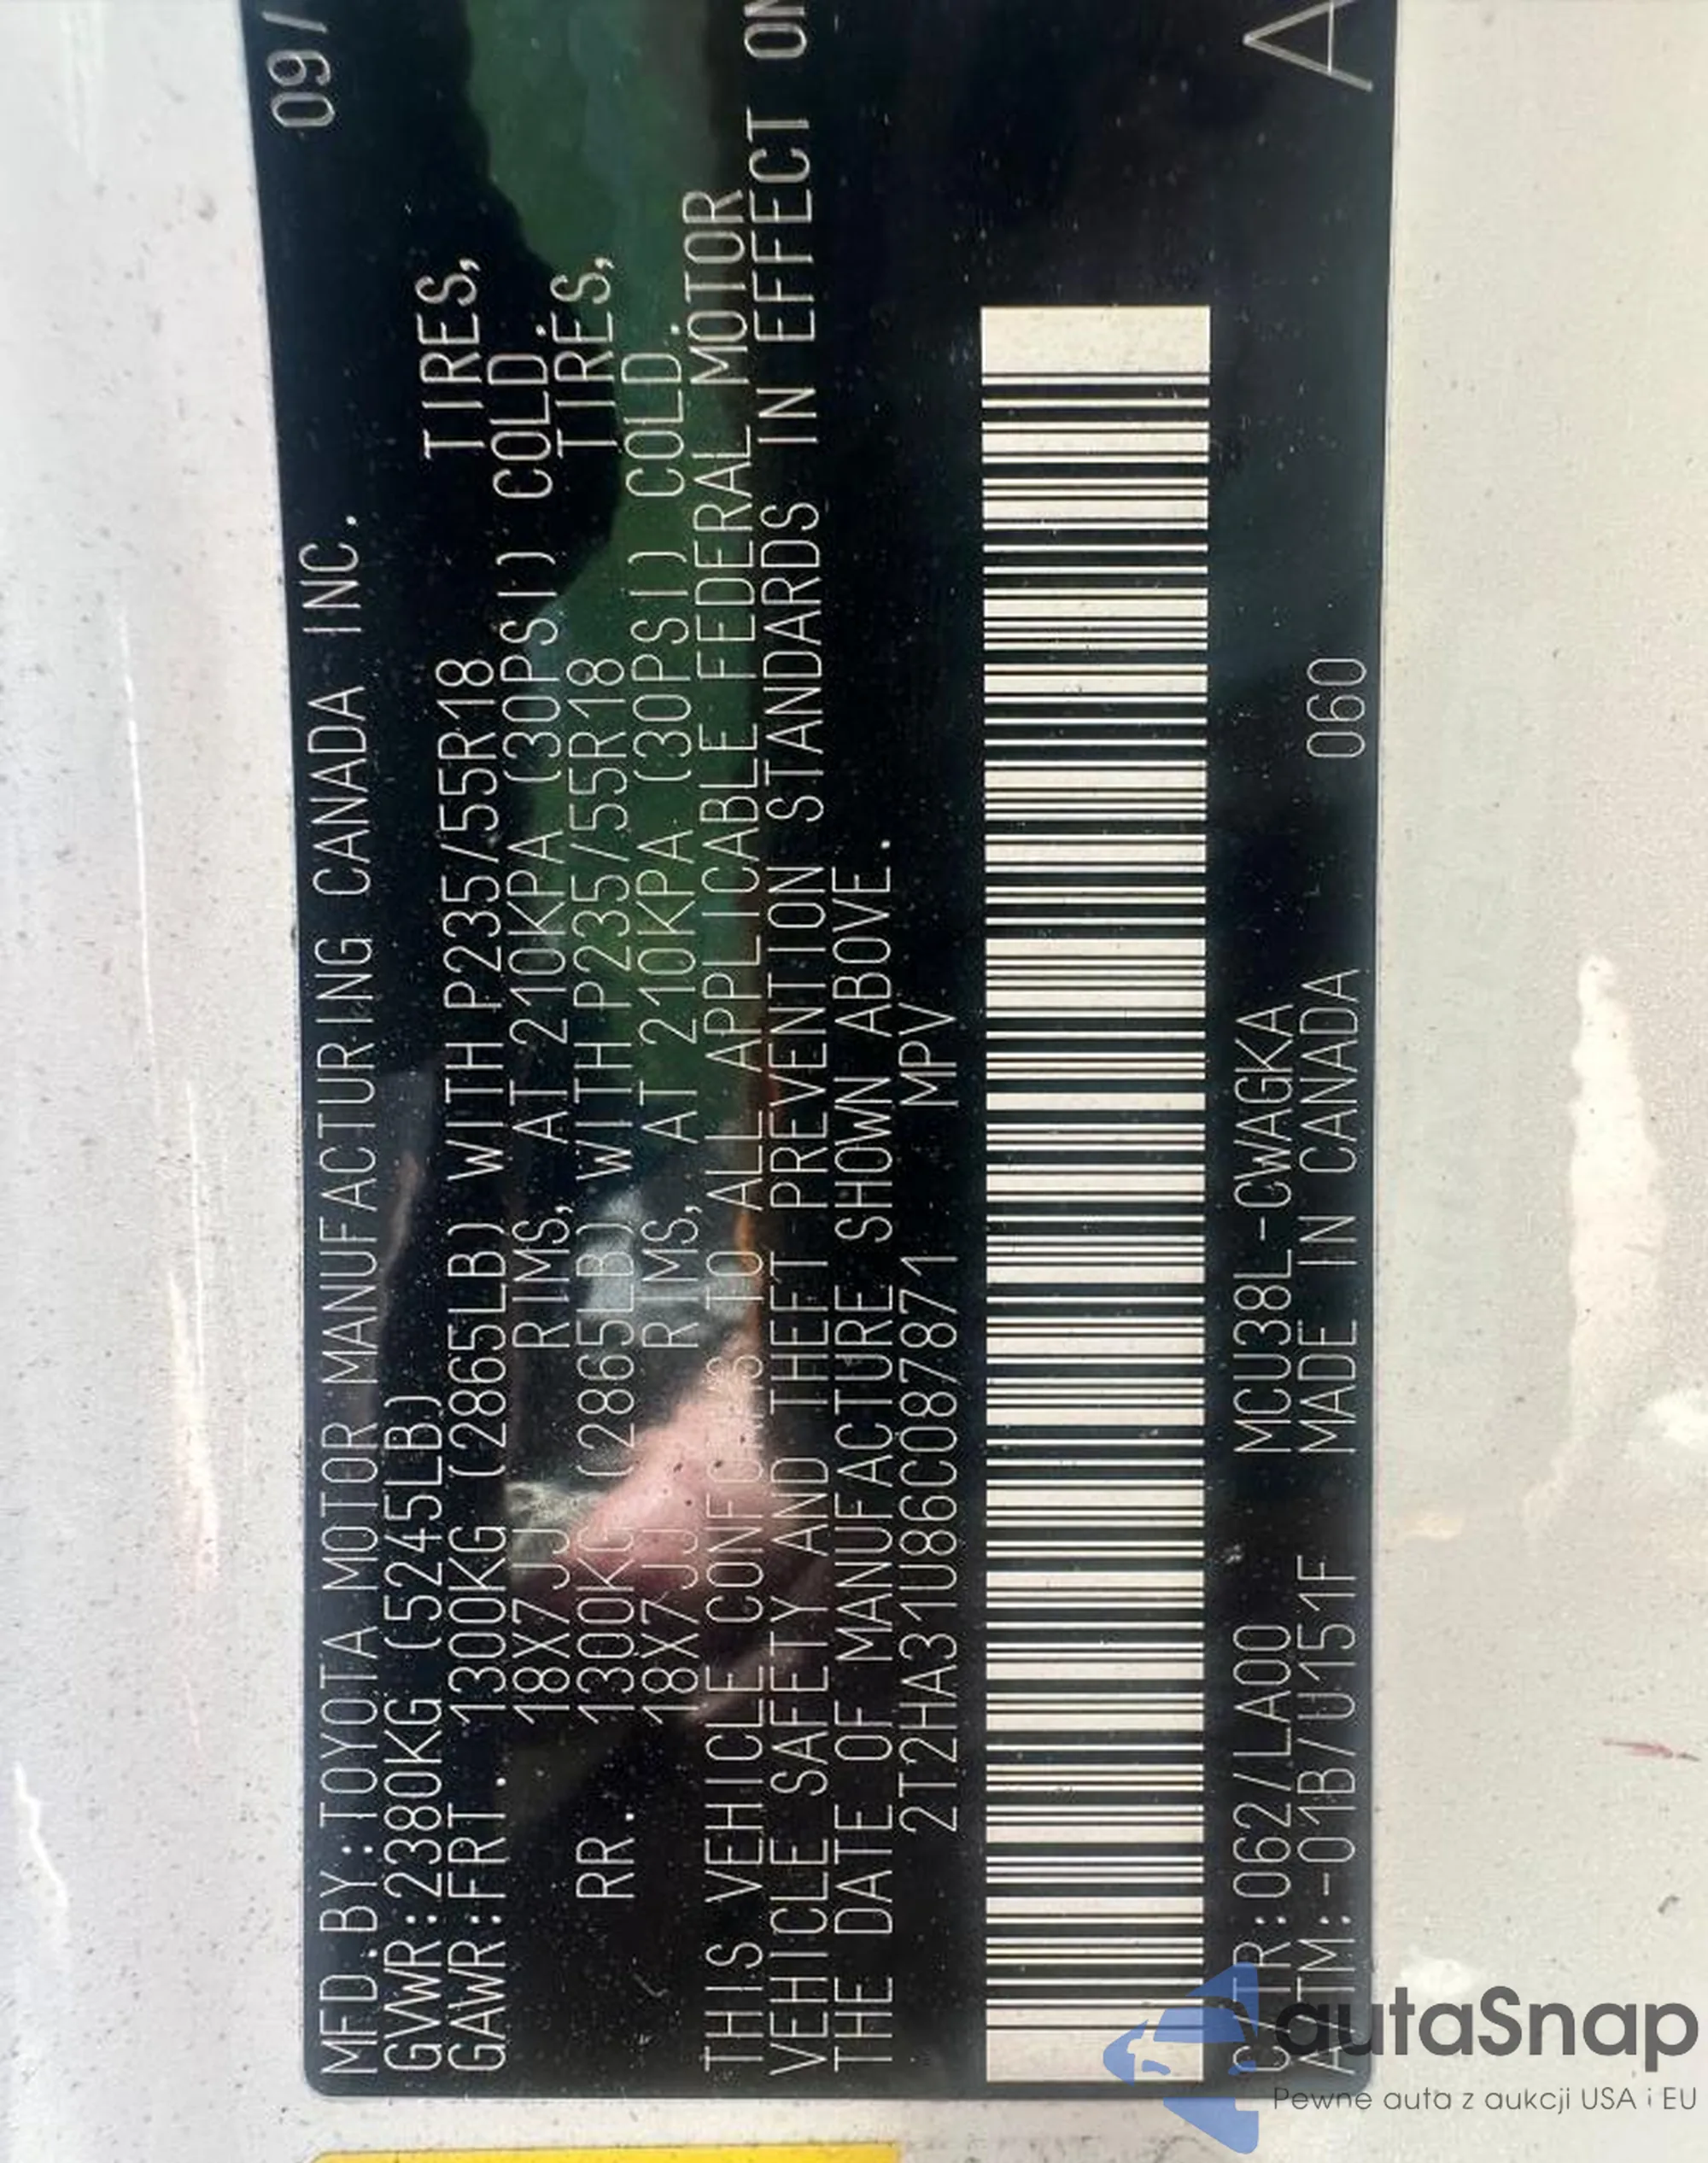 MFD.BY:TOYOTA MOTOR MANUFACTURING CANADA INC. 09/
GVWR:2380KG (5245LB)
GAWR:FRT. 1300KG (2865LB) WITH P235/55R18 TIRES,
18X7JJ RIMS, AT 210KPA (30PSI) COLD.
RR. 1300KG (2865LB) WITH P235/55R18 TIRES,
18X7JJ RIMS, AT 210KPA (30PSI) COLD.
THIS VEHICLE CONFORMS TO ALL APPLICABLE FEDERAL MOTOR
VEHICLE SAFETY AND THEFT PREVENTION STANDARDS IN EFFECT ON
THE DATE OF MANUFACTURE SHOWN ABOVE.
2T2HA31U86C087871 MPV
C/TR:062/LA00 MCU38L-CWAGKA
A/TM:-01B/U151F MADE IN CANADA 060 A
autaSnap
Pewne auta z aukcji USA i EU